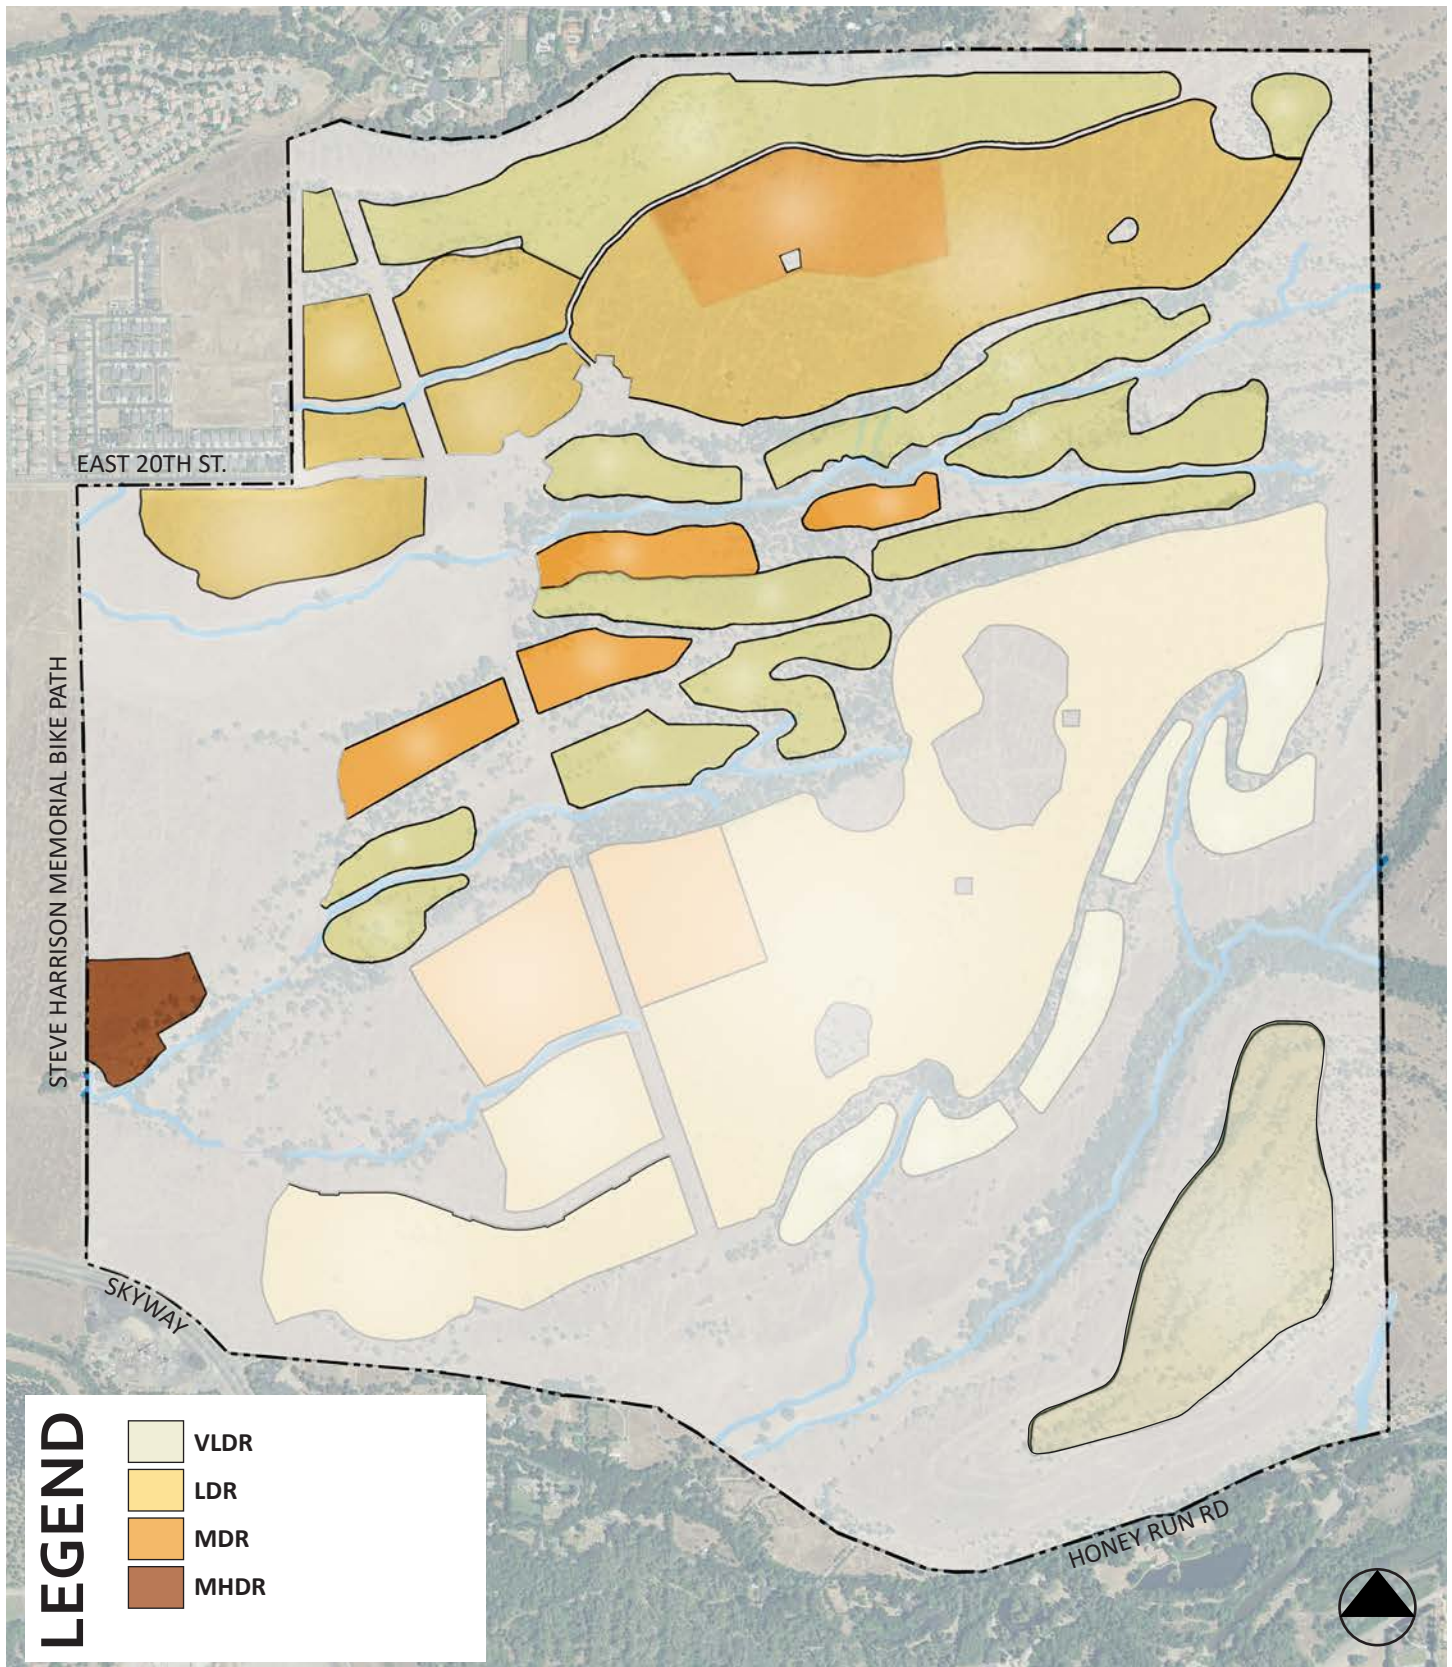 EAST 20TH ST.
STEVE HARRISON MEMORIAL BIKE PATH
SKYWAY
HONEY RUN RD
LEGEND
VLDR
LDR
MDR
MHDR